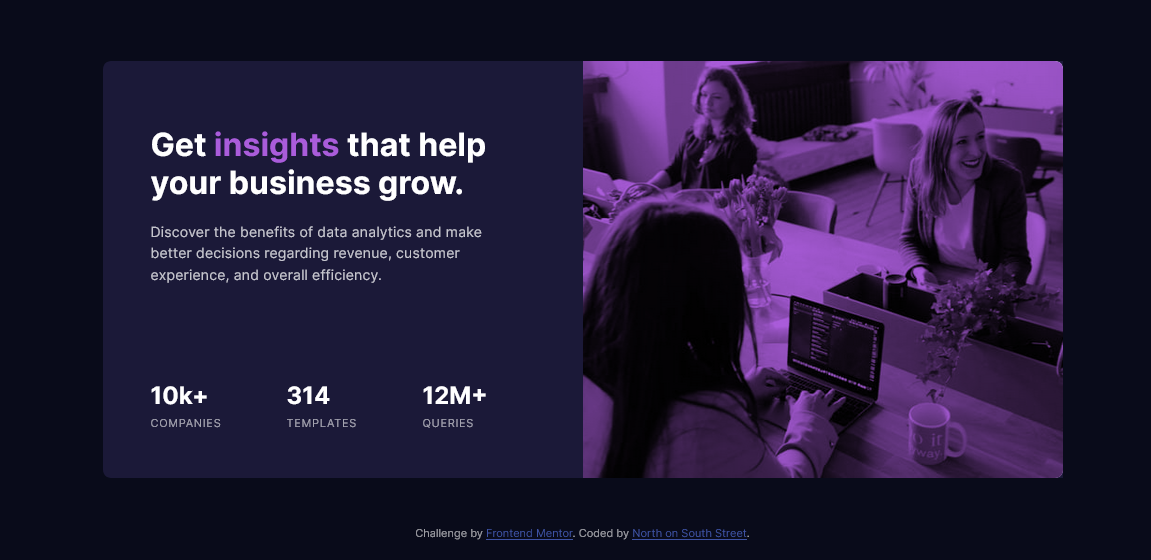 Get insights that help
your business grow.
Discover the benefits of data analytics and make
better decisions regarding revenue, customer
experience, and overall efficiency.
10k+ 314 12M+
COMPANIES TEMPLATES QUERIES
Challenge by Frontend Mentor. Coded by North on South Street.